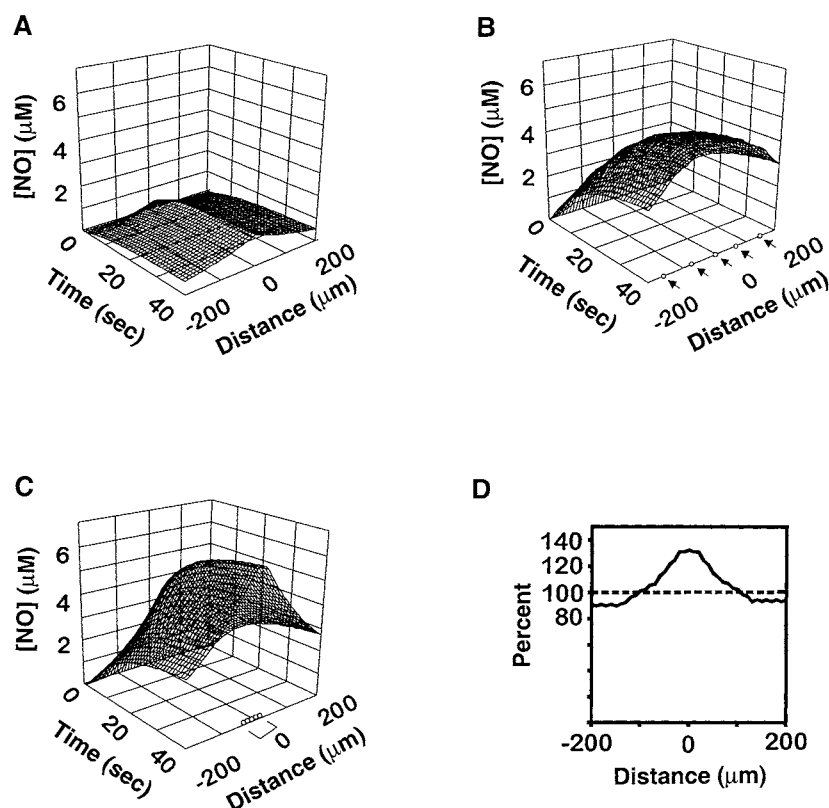 A
[NO] (μM)
6
4
2
0
20
40
Time (sec)
-200
0
200
Distance (μm)
B
[NO] (μM)
6
4
2
0
20
40
Time (sec)
-200
0
200
Distance (μm)
C
[NO] (μM)
6
4
2
0
20
40
Time (sec)
-200
0
200
Distance (μm)
D
Percent
140
120
100
80
-200
0
200
Distance (μm)